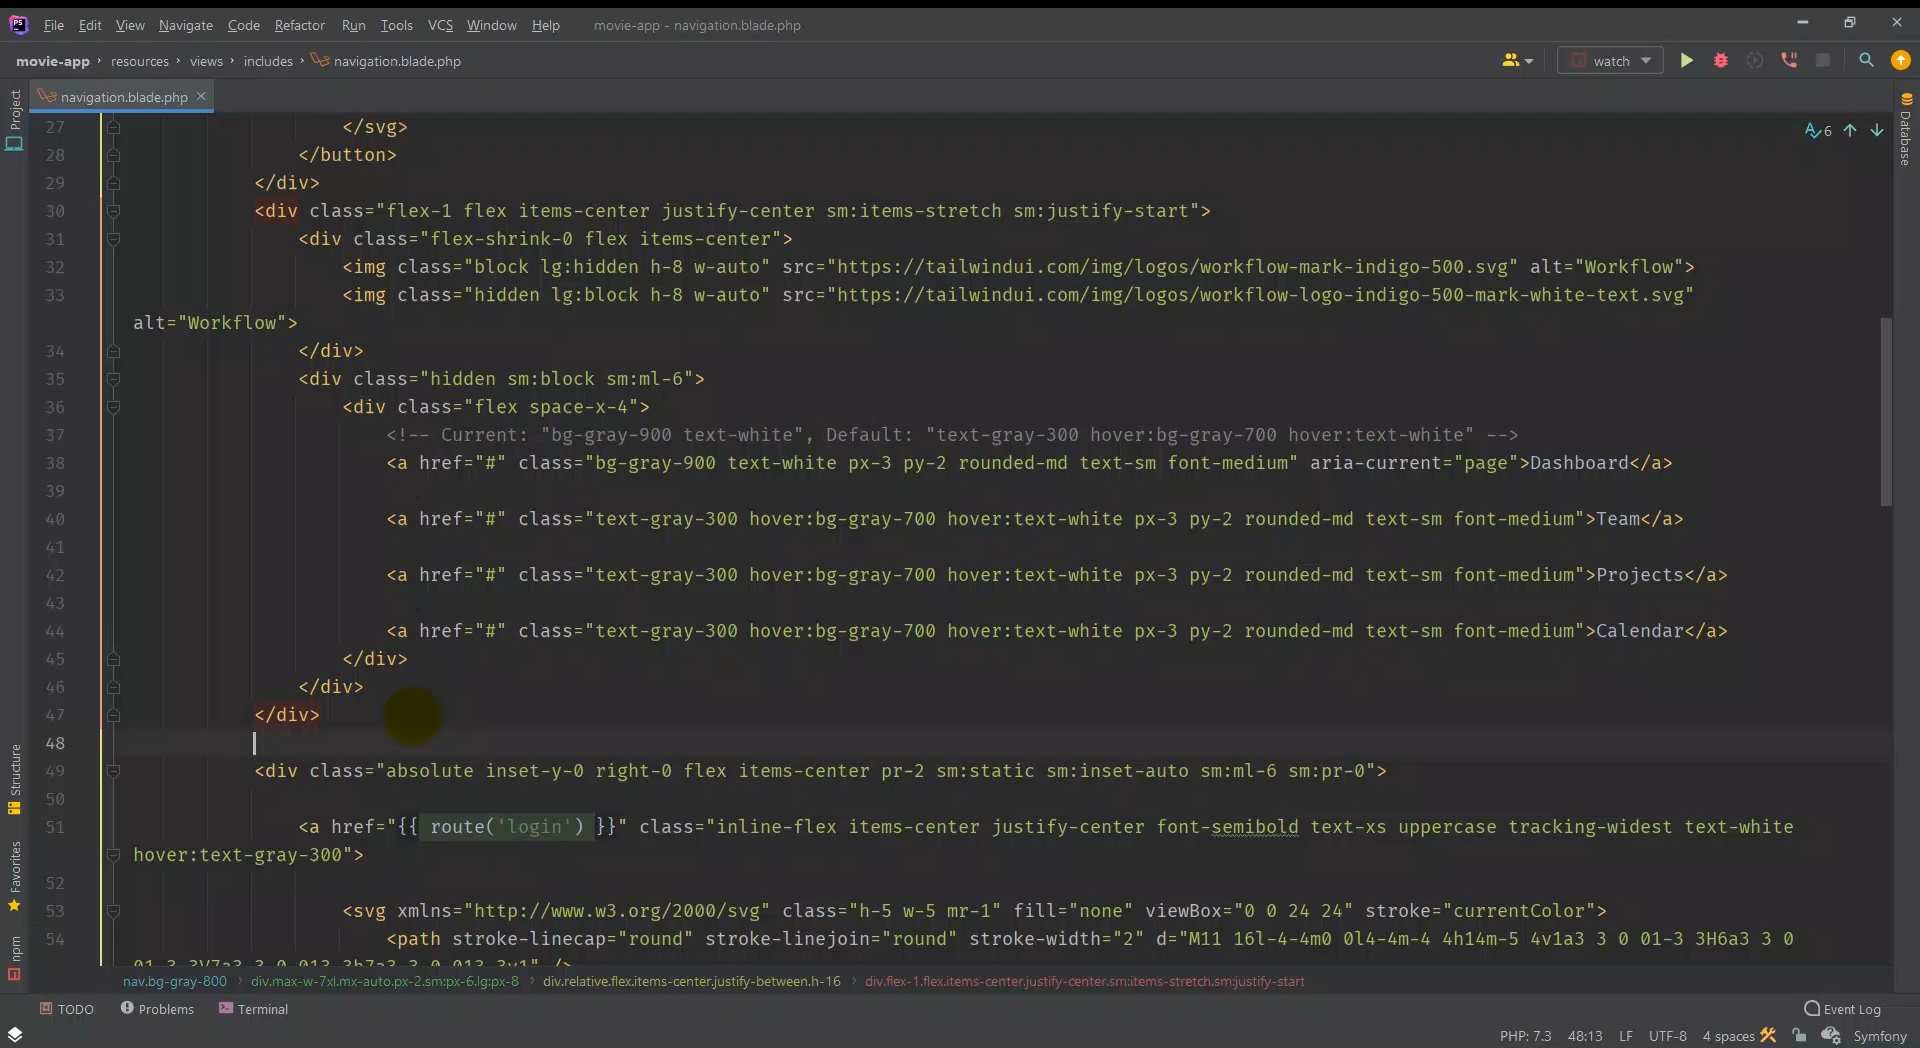 PS File Edit View Navigate Code Refactor Run Tools VCS Window Help movie-app - navigation.blade.php
movie-app › resources › views › includes › navigation.blade.php watch
Project
navigation.blade.php
Database
6
27 </svg>
28 </button>
29 </div>
30 <div class="flex-1 flex items-center justify-center sm:items-stretch sm:justify-start">
31 <div class="flex-shrink-0 flex items-center">
32 <img class="block lg:hidden h-8 w-auto" src="https://tailwindui.com/img/logos/workflow-mark-indigo-500.svg" alt="Workflow">
33 <img class="hidden lg:block h-8 w-auto" src="https://tailwindui.com/img/logos/workflow-logo-indigo-500-mark-white-text.svg"
alt="Workflow">
34 </div>
35 <div class="hidden sm:block sm:ml-6">
36 <div class="flex space-x-4">
37 <!-- Current: "bg-gray-900 text-white", Default: "text-gray-300 hover:bg-gray-700 hover:text-white" -->
38 <a href="#" class="bg-gray-900 text-white px-3 py-2 rounded-md text-sm font-medium" aria-current="page">Dashboard</a>
39
40 <a href="#" class="text-gray-300 hover:bg-gray-700 hover:text-white px-3 py-2 rounded-md text-sm font-medium">Team</a>
41
42 <a href="#" class="text-gray-300 hover:bg-gray-700 hover:text-white px-3 py-2 rounded-md text-sm font-medium">Projects</a>
43
44 <a href="#" class="text-gray-300 hover:bg-gray-700 hover:text-white px-3 py-2 rounded-md text-sm font-medium">Calendar</a>
45 </div>
46 </div>
47 </div>
48
49 <div class="absolute inset-y-0 right-0 flex items-center pr-2 sm:static sm:inset-auto sm:ml-6 sm:pr-0">
50
51 <a href="{{ route('login') }}" class="inline-flex items-center justify-center font-semibold text-xs uppercase tracking-widest text-white
hover:text-gray-300">
52
53 <svg xmlns="http://www.w3.org/2000/svg" class="h-5 w-5 mr-1" fill="none" viewBox="0 0 24 24" stroke="currentColor">
54 <path stroke-linecap="round" stroke-linejoin="round" stroke-width="2" d="M11 16l-4-4m0 0l4-4m-4 4h14m-5 4v1a3 3 0 01-3 3H6a3 3 0
01-3-3V7a3 3 0 013-3h7a3 3 0 013 3v1" />
Structure
Favorites
npm
nav.bg-gray-800 › div.max-w-7xl.mx-auto.px-2.sm:px-6.lg:px-8 › div.relative.flex.items-center.justify-between.h-16 › div.flex-1.flex.items-center.justify-center.sm:items-stretch.sm:justify-start
TODO Problems Terminal Event Log
PHP: 7.3 48:13 LF UTF-8 4 spaces Symfony